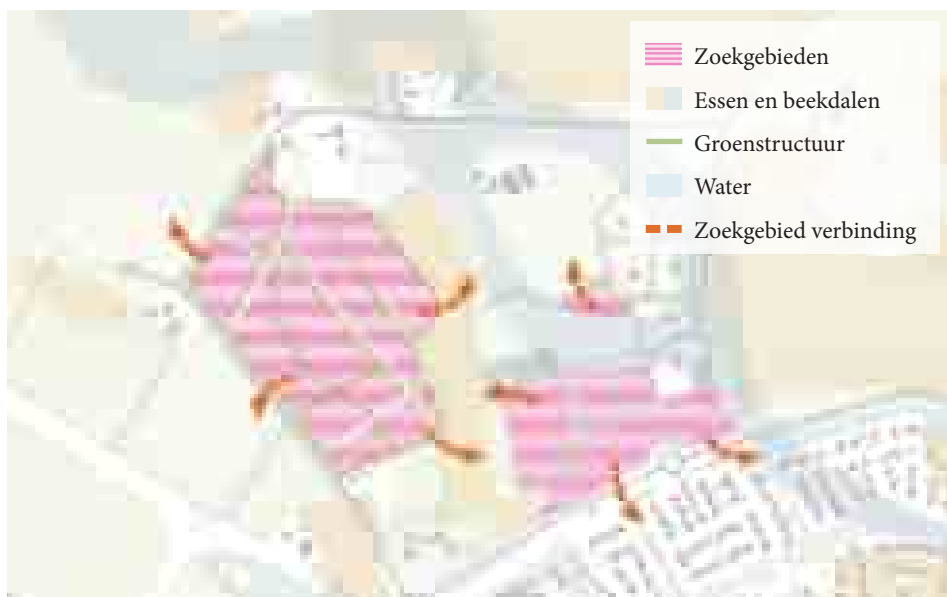 Zoekgebieden
Essen en beekdalen
Groenstructuur
Water
Zoekgebied verbinding